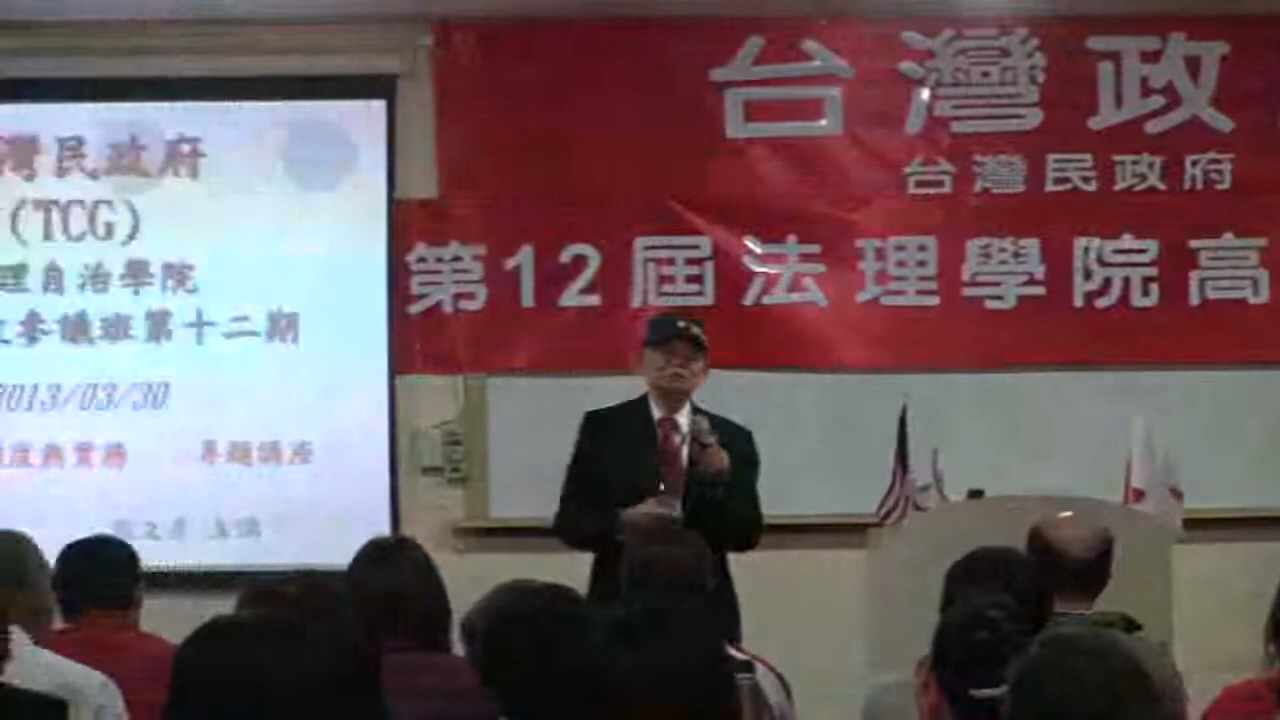 台灣政
台灣民政府
第12屆法理學院高
灣民政府
(TCG)
理自治學院
參議班第十二期
2013/03/30
專題講座